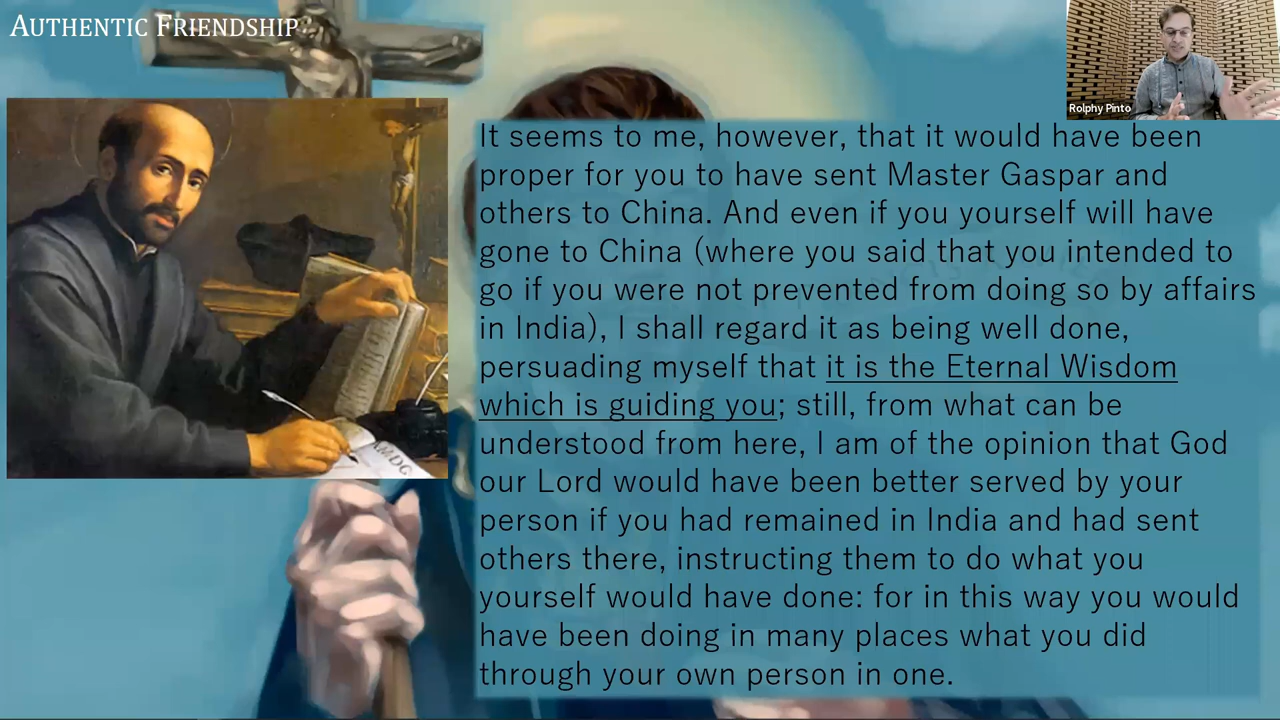 AUTHENTIC FRIENDSHIP
Rolphy Pinto
It seems to me, however, that it would have been
proper for you to have sent Master Gaspar and
others to China. And even if you yourself will have
gone to China (where you said that you intended to
go if you were not prevented from doing so by affairs
in India), I shall regard it as being well done,
persuading myself that it is the Eternal Wisdom
which is guiding you; still, from what can be
understood from here, I am of the opinion that God
our Lord would have been better served by your
person if you had remained in India and had sent
others there, instructing them to do what you
yourself would have done: for in this way you would
have been doing in many places what you did
through your own person in one.
AMDG